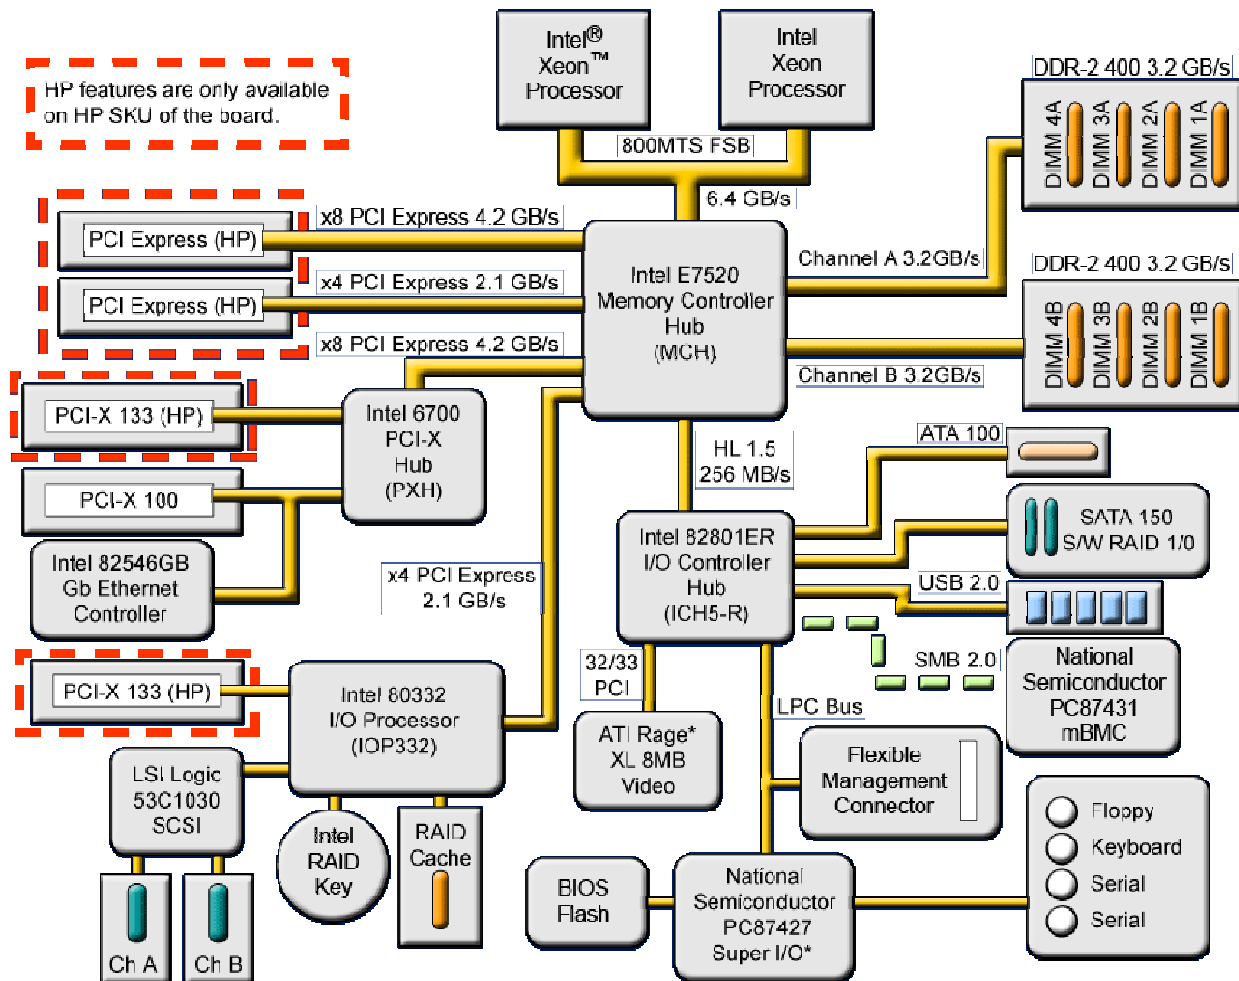 Intel® Xeon™ Processor
Intel Xeon Processor
HP features are only available
on HP SKU of the board.
800MTS FSB
6.4 GB/s
DDR-2 400 3.2 GB/s
DIMM 4A
DIMM 3A
DIMM 2A
DIMM 1A
x8 PCI Express 4.2 GB/s
PCI Express (HP)
x4 PCI Express 2.1 GB/s
PCI Express (HP)
x8 PCI Express 4.2 GB/s
Intel E7520
Memory Controller
Hub
(MCH)
Channel A 3.2GB/s
DDR-2 400 3.2 GB/s
DIMM 4B
DIMM 3B
DIMM 2B
DIMM 1B
Channel B 3.2GB/s
PCI-X 133 (HP)
Intel 6700
PCI-X
Hub
(PXH)
PCI-X 100
Intel 82546GB
Gb Ethernet
Controller
HL 1.5
256 MB/s
ATA 100
Intel 82801ER
I/O Controller
Hub
(ICH5-R)
SATA 150
S/W RAID 1/0
USB 2.0
x4 PCI Express
2.1 GB/s
SMB 2.0
National
Semiconductor
PC87431
mBMC
32/33
PCI
LPC Bus
PCI-X 133 (HP)
Intel 80332
I/O Processor
(IOP332)
ATI Rage*
XL 8MB
Video
Flexible
Management
Connector
LSI Logic
53C1030
SCSI
Intel
RAID
Key
RAID
Cache
Ch A
Ch B
BIOS
Flash
National
Semiconductor
PC87427
Super I/O*
Floppy
Keyboard
Serial
Serial